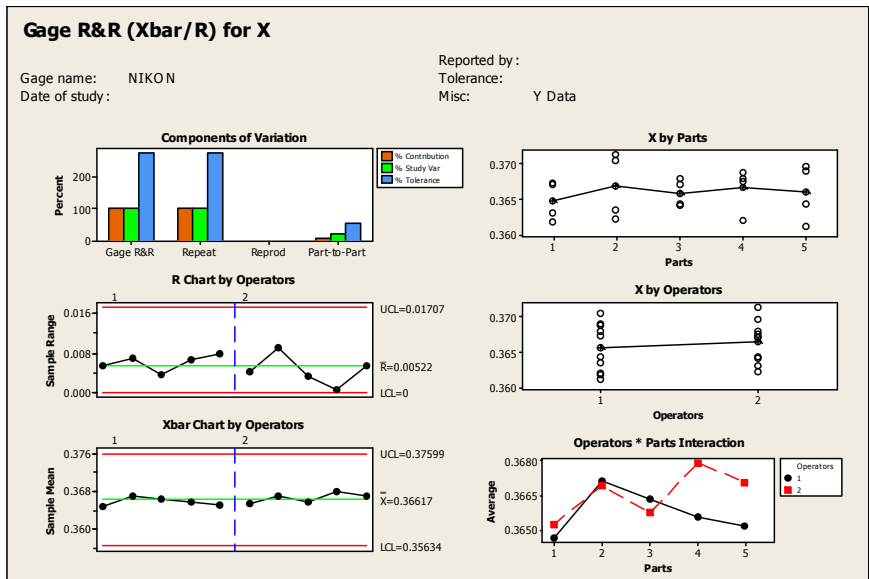 Gage R&R (Xbar/R) for X
Gage name: NIKON
Date of study:
Reported by:
Tolerance:
Misc: Y Data
Components of Variation
Percent
200
100
0
Gage R&R Repeat Reprod Part-to-Part
% Contribution
% Study Var
% Tolerance
R Chart by Operators
1 2
Sample Range
0.016
0.008
0.000
UCL=0.01707
R̅=0.00522
LCL=0
Xbar Chart by Operators
1 2
Sample Mean
0.376
0.368
0.360
UCL=0.37599
X̿=0.36617
LCL=0.35634
X by Parts
0.370
0.365
0.360
1 2 3 4 5
Parts
X by Operators
0.370
0.365
0.360
1 2
Operators
Operators * Parts Interaction
Average
0.3680
0.3665
0.3650
1 2 3 4 5
Parts
Operators
1
2